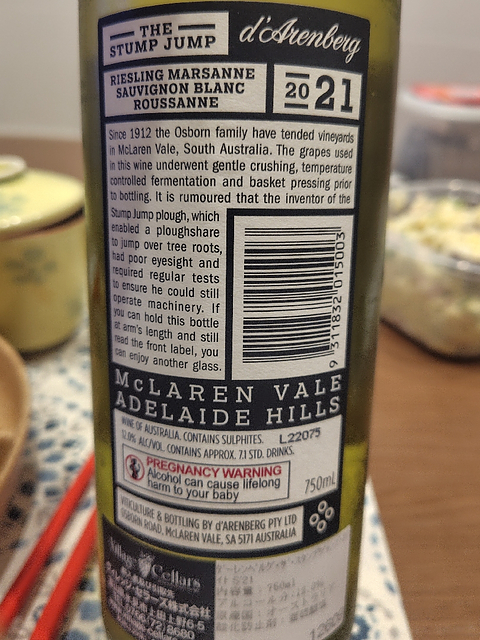 THE
STUMP JUMP
d'Arenberg
RIESLING MARSANNE
SAUVIGNON BLANC
ROUSSANNE
2021
Since 1912 the Osborn family have tended vineyards
in McLaren Vale, South Australia. The grapes used
in this wine underwent gentle crushing, temperature
controlled fermentation and basket pressing prior
to bottling. It is rumoured that the inventor of the
Stump Jump plough, which
enabled a ploughshare
to jump over tree roots,
had poor eyesight and
required regular tests
to ensure he could still
operate machinery. If
you can hold this bottle
at arm's length and still
read the front label, you
can enjoy another glass.
9 311832 015003
McLAREN VALE
ADELAIDE HILLS
WINE OF AUSTRALIA. CONTAINS SULPHITES. L22075
ALC/VOL. CONTAINS APPROX. 7.1 STD. DRINKS.
PREGNANCY WARNING
Alcohol can cause lifelong
harm to your baby
750mL
VITICULTURE & BOTTLING BY d'ARENBERG PTY LTD
OSBORN ROAD, McLAREN VALE, SA 5171 AUSTRALIA
Village Cellars